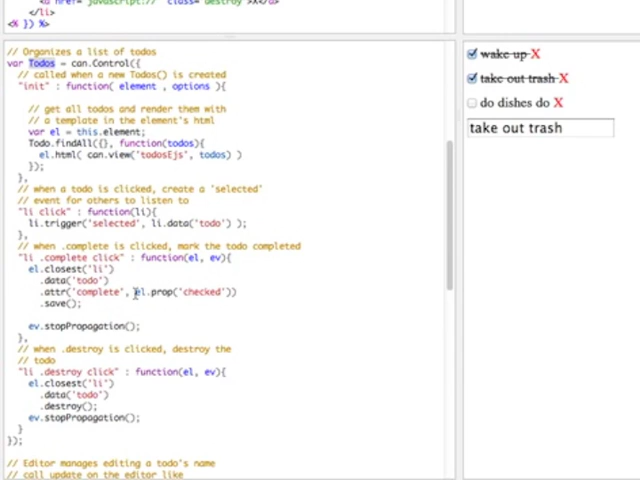 <a href="javascript://" class="destroy">X</a>
</li>
<% }) %>
// Organizes a list of todos
var Todos = can.Control({
// called when a new Todos() is created
"init" : function( element , options ){
// get all todos and render them with
// a template in the element's html
var el = this.element;
Todo.findAll({}, function(todos){
el.html( can.view('todosEjs', todos) )
});
},
// when a todo is clicked, create a 'selected'
// event for others to listen to
"li click" : function(li){
li.trigger('selected', li.data('todo') );
},
// when .complete is clicked, mark the todo completed
"li .complete click" : function(el, ev){
el.closest('li')
.data('todo')
.attr('complete', el.prop('checked'))
.save();
ev.stopPropagation();
},
// when .destroy is clicked, destroy the
// todo
"li .destroy click" : function(el, ev){
el.closest('li')
.data('todo')
.destroy();
ev.stopPropagation();
}
});
// Editor manages editing a todo's name
// call update on the editor like
wake up X
take out trash X
do dishes do X
take out trash